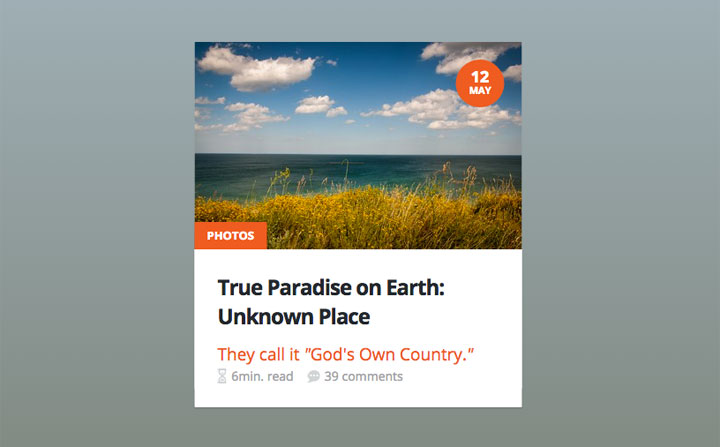 12
MAY
PHOTOS
True Paradise on Earth:
Unknown Place
They call it "God's Own Country."
6min. read 39 comments